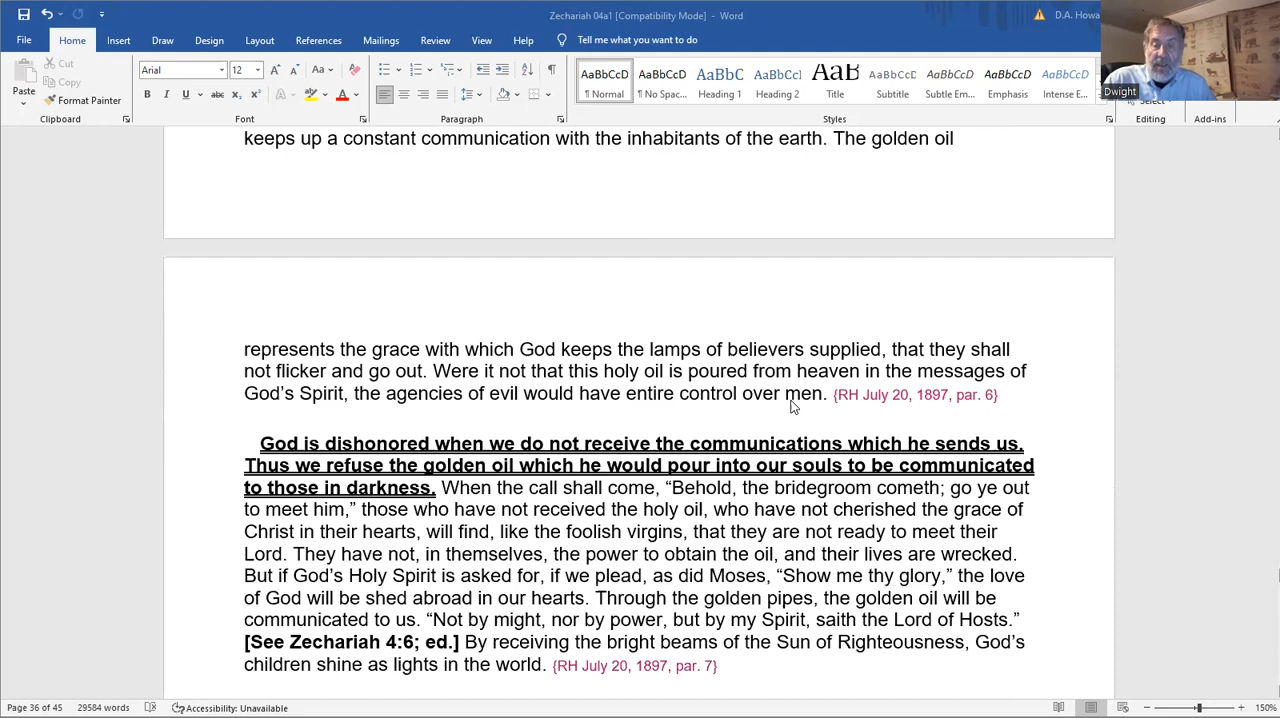 Zechariah 04a1 [Compatibility Mode] - Word
D.A. Howa
File Home Insert Draw Design Layout References Mailings Review View Help Tell me what you want to do
Paste
Cut
Copy
Format Painter
Clipboard
Arial 12
Font
Paragraph
AaBbCcD AaBbCcD AaBbC AaBbCcI AaB AaBbCcD AaBbCcD AaBbCcD AaBbCcD
¶ Normal ¶ No Spac... Heading 1 Heading 2 Title Subtitle Subtle Em... Emphasis Intense E...
Styles
Dwight
Select
Editing
Add-ins
keeps up a constant communication with the inhabitants of the earth. The golden oil
represents the grace with which God keeps the lamps of believers supplied, that they shall
not flicker and go out. Were it not that this holy oil is poured from heaven in the messages of
God’s Spirit, the agencies of evil would have entire control over men. {RH July 20, 1897, par. 6}
God is dishonored when we do not receive the communications which he sends us.
Thus we refuse the golden oil which he would pour into our souls to be communicated
to those in darkness. When the call shall come, “Behold, the bridegroom cometh; go ye out
to meet him,” those who have not received the holy oil, who have not cherished the grace of
Christ in their hearts, will find, like the foolish virgins, that they are not ready to meet their
Lord. They have not, in themselves, the power to obtain the oil, and their lives are wrecked.
But if God’s Holy Spirit is asked for, if we plead, as did Moses, “Show me thy glory,” the love
of God will be shed abroad in our hearts. Through the golden pipes, the golden oil will be
communicated to us. “Not by might, nor by power, but by my Spirit, saith the Lord of Hosts.”
[See Zechariah 4:6; ed.] By receiving the bright beams of the Sun of Righteousness, God’s
children shine as lights in the world. {RH July 20, 1897, par. 7}
Page 36 of 45 29584 words Accessibility: Unavailable 150%